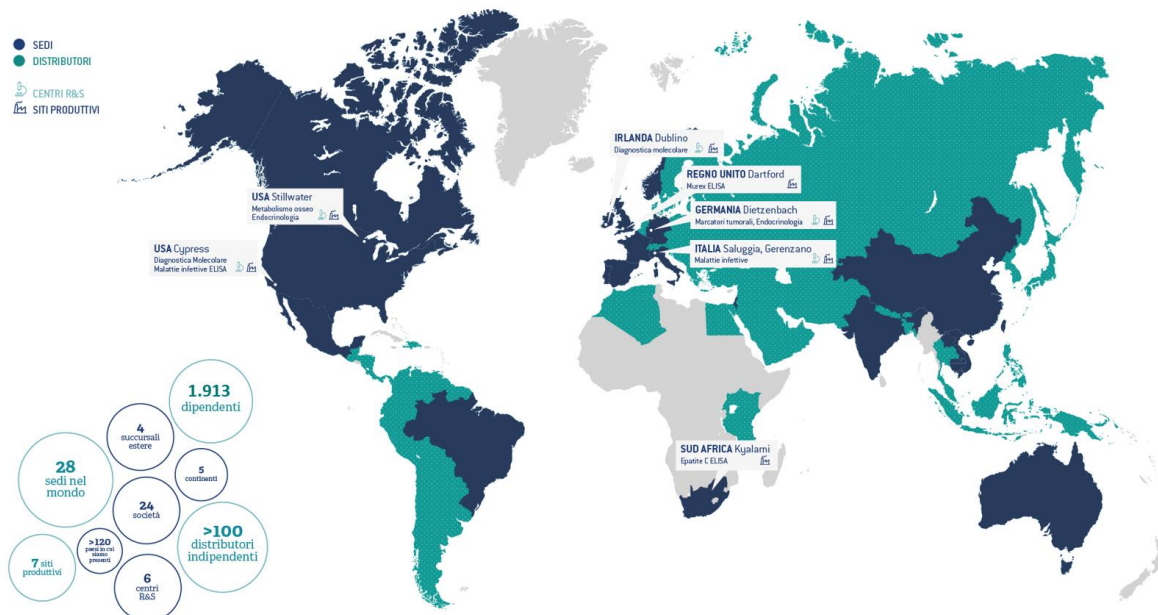 SEDI
DISTRIBUTORI
CENTRI R&S
SITI PRODUTTIVI
IRLANDA Dublino
Diagnostica molecolare
REGNO UNITO Dartford
Murex ELISA
GERMANIA Dietzenbach
Marcatori tumorali, Endocrinologia
ITALIA Saluggia, Gerenzano
Malattie infettive
USA Stillwater
Metabolismo osseo
Endocrinologia
USA Cypress
Diagnostica Molecolare
Malattie infettive ELISA
SUD AFRICA Kyalami
Epatite C ELISA
1.913
dipendenti
4
succursali
estere
28
sedi nel
mondo
5
continenti
24
società
>100
distributori
indipendenti
>120
paesi in cui
siamo
presenti
7 siti
produttivi
6
centri
R&S